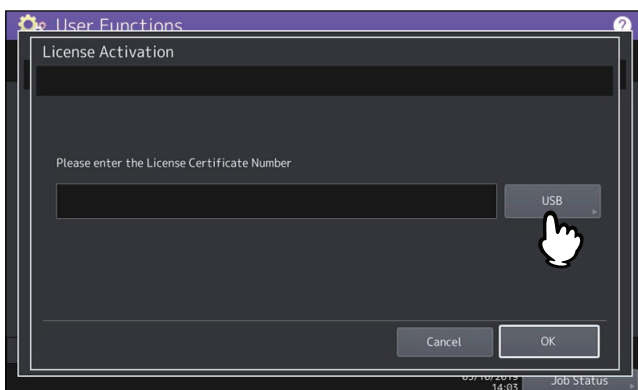 User Functions
?
License Activation
Please enter the License Certificate Number
USB
Cancel
OK
14:03
Job Status